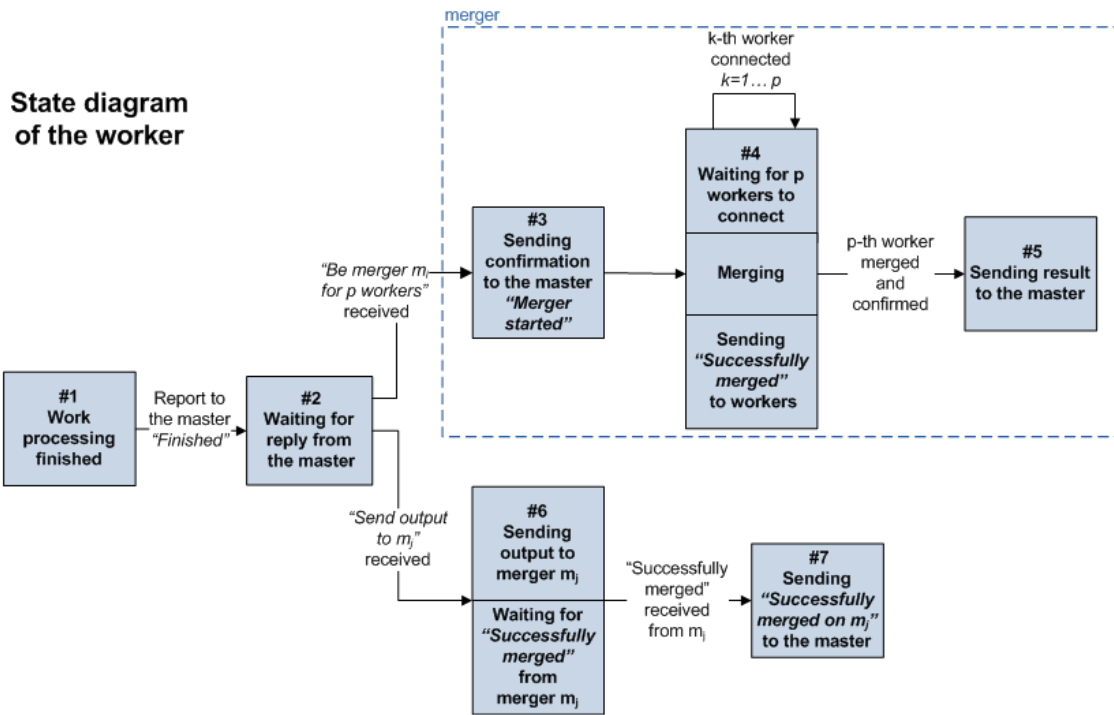 merger
State diagram
of the worker
k-th worker
connected
k=1... p
#4
Waiting for p
workers to
connect
Merging
Sending
“Successfully
merged”
to workers
#3
Sending
confirmation
to the master
“Merger
started”
p-th worker
merged
and
confirmed
#5
Sending result
to the master
“Be merger mᵢ
for p workers”
received
#1
Work
processing
finished
Report to
the master
“Finished”
#2
Waiting for
reply from
the master
“Send output
to mⱼ”
received
#6
Sending
output to
merger mⱼ
Waiting for
“Successfully
merged”
from
merger mⱼ
“Successfully
merged”
received
from mⱼ
#7
Sending
“Successfully
merged on mⱼ”
to the master